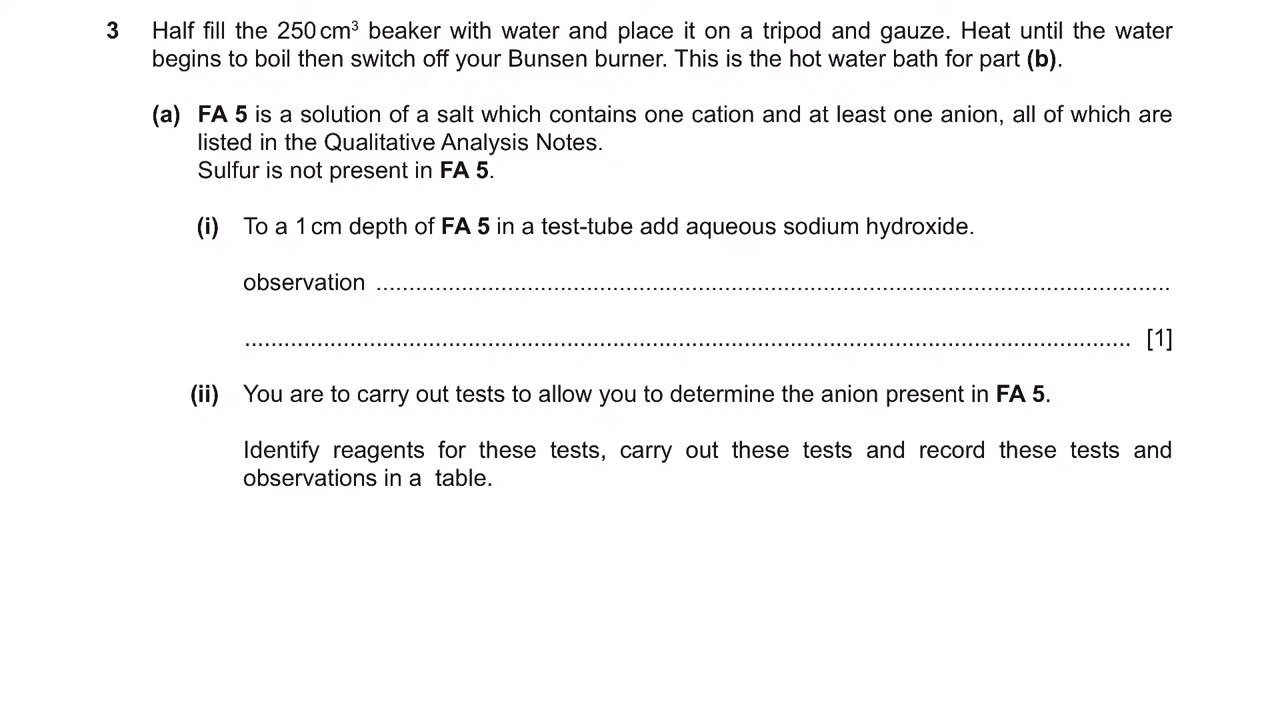 3 Half fill the 250 cm³ beaker with water and place it on a tripod and gauze. Heat until the water
begins to boil then switch off your Bunsen burner. This is the hot water bath for part (b).
(a) FA 5 is a solution of a salt which contains one cation and at least one anion, all of which are
listed in the Qualitative Analysis Notes.
Sulfur is not present in FA 5.
(i) To a 1 cm depth of FA 5 in a test-tube add aqueous sodium hydroxide.
observation ..........................................................................................................................
......................................................................................................................................... [1]
(ii) You are to carry out tests to allow you to determine the anion present in FA 5.
Identify reagents for these tests, carry out these tests and record these tests and
observations in a table.